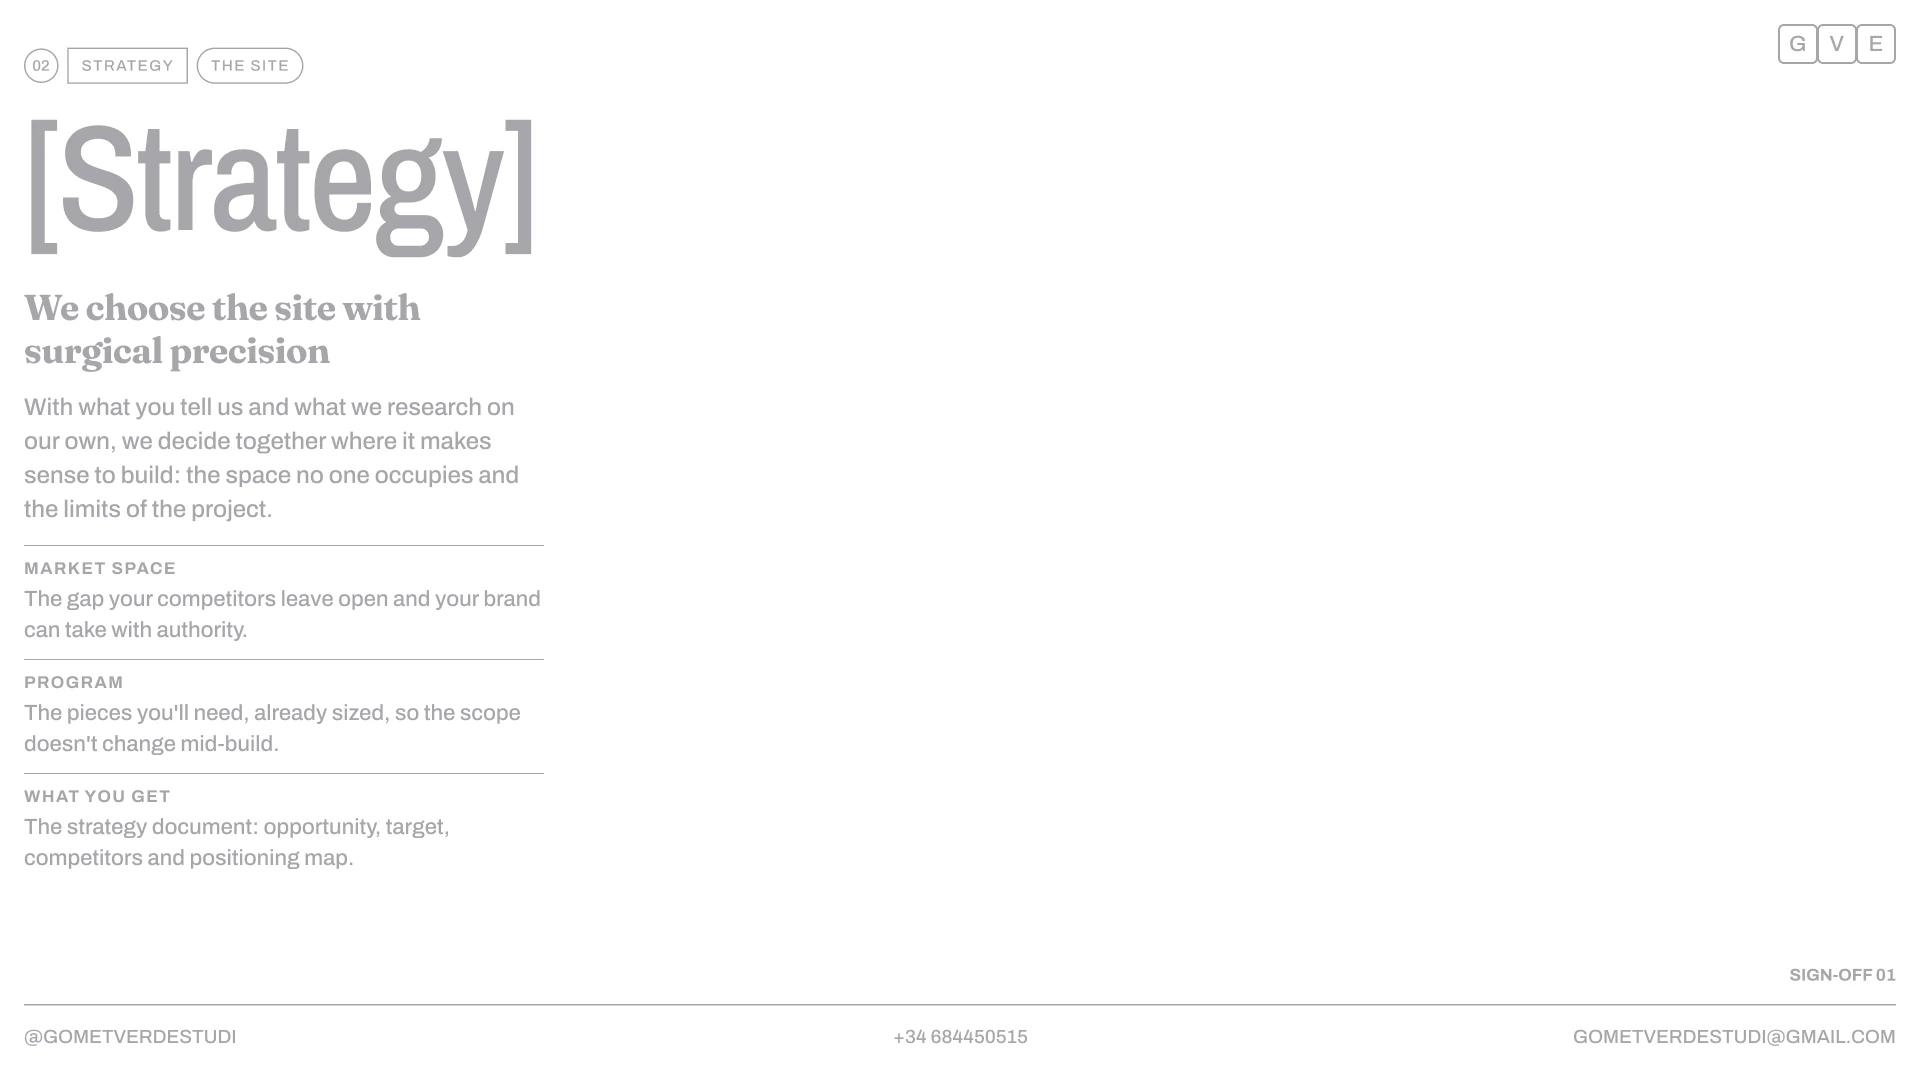 02 STRATEGY THE SITE
G V E
[Strategy]
We choose the site with
surgical precision
With what you tell us and what we research on
our own, we decide together where it makes
sense to build: the space no one occupies and
the limits of the project.
MARKET SPACE
The gap your competitors leave open and your brand
can take with authority.
PROGRAM
The pieces you'll need, already sized, so the scope
doesn't change mid-build.
WHAT YOU GET
The strategy document: opportunity, target,
competitors and positioning map.
SIGN-OFF 01
@GOMETVERDESTUDI
+34 684450515
GOMETVERDESTUDI@GMAIL.COM